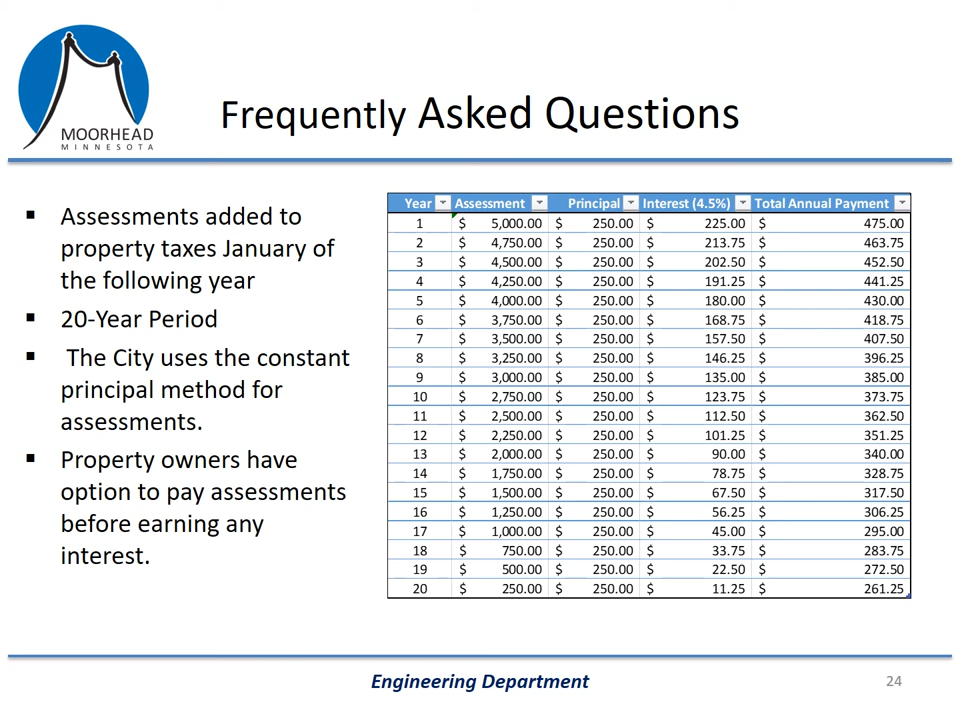 MOORHEAD
MINNESOTA
Frequently Asked Questions
▪ Assessments added to
property taxes January of
the following year
▪ 20-Year Period
▪ The City uses the constant
principal method for
assessments.
▪ Property owners have
option to pay assessments
before earning any
interest.
Year Assessment Principal Interest (4.5%) Total Annual Payment
1 $ 5,000.00 $ 250.00 $ 225.00 $ 475.00
2 $ 4,750.00 $ 250.00 $ 213.75 $ 463.75
3 $ 4,500.00 $ 250.00 $ 202.50 $ 452.50
4 $ 4,250.00 $ 250.00 $ 191.25 $ 441.25
5 $ 4,000.00 $ 250.00 $ 180.00 $ 430.00
6 $ 3,750.00 $ 250.00 $ 168.75 $ 418.75
7 $ 3,500.00 $ 250.00 $ 157.50 $ 407.50
8 $ 3,250.00 $ 250.00 $ 146.25 $ 396.25
9 $ 3,000.00 $ 250.00 $ 135.00 $ 385.00
10 $ 2,750.00 $ 250.00 $ 123.75 $ 373.75
11 $ 2,500.00 $ 250.00 $ 112.50 $ 362.50
12 $ 2,250.00 $ 250.00 $ 101.25 $ 351.25
13 $ 2,000.00 $ 250.00 $ 90.00 $ 340.00
14 $ 1,750.00 $ 250.00 $ 78.75 $ 328.75
15 $ 1,500.00 $ 250.00 $ 67.50 $ 317.50
16 $ 1,250.00 $ 250.00 $ 56.25 $ 306.25
17 $ 1,000.00 $ 250.00 $ 45.00 $ 295.00
18 $ 750.00 $ 250.00 $ 33.75 $ 283.75
19 $ 500.00 $ 250.00 $ 22.50 $ 272.50
20 $ 250.00 $ 250.00 $ 11.25 $ 261.25
Engineering Department
24